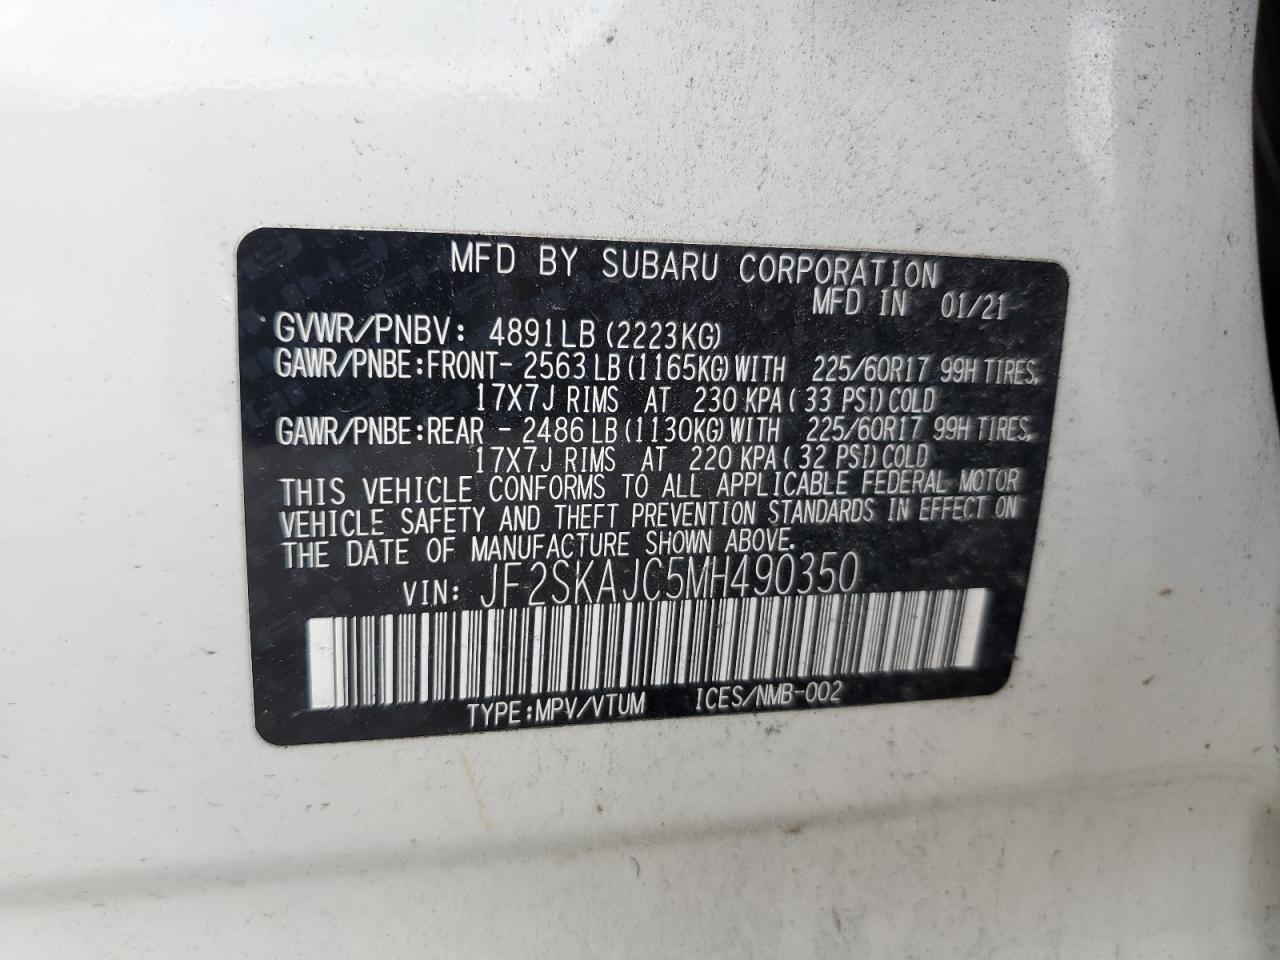 MFD BY SUBARU CORPORATION
MFD IN 01/21
GVWR/PNBV: 4891LB (2223KG)
GAWR/PNBE:FRONT- 2563 LB (1165KG) WITH 225/60R17 99H TIRES,
17X7J RIMS AT 230 KPA ( 33 PSI) COLD
GAWR/PNBE:REAR - 2486 LB (1130KG) WITH 225/60R17 99H TIRES,
17X7J RIMS AT 220 KPA ( 32 PSI) COLD
THIS VEHICLE CONFORMS TO ALL APPLICABLE FEDERAL MOTOR
VEHICLE SAFETY AND THEFT PREVENTION STANDARDS IN EFFECT ON
THE DATE OF MANUFACTURE SHOWN ABOVE.
VIN: JF2SKAJC5MH490350
TYPE:MPV/VTUM ICES/NMB-002